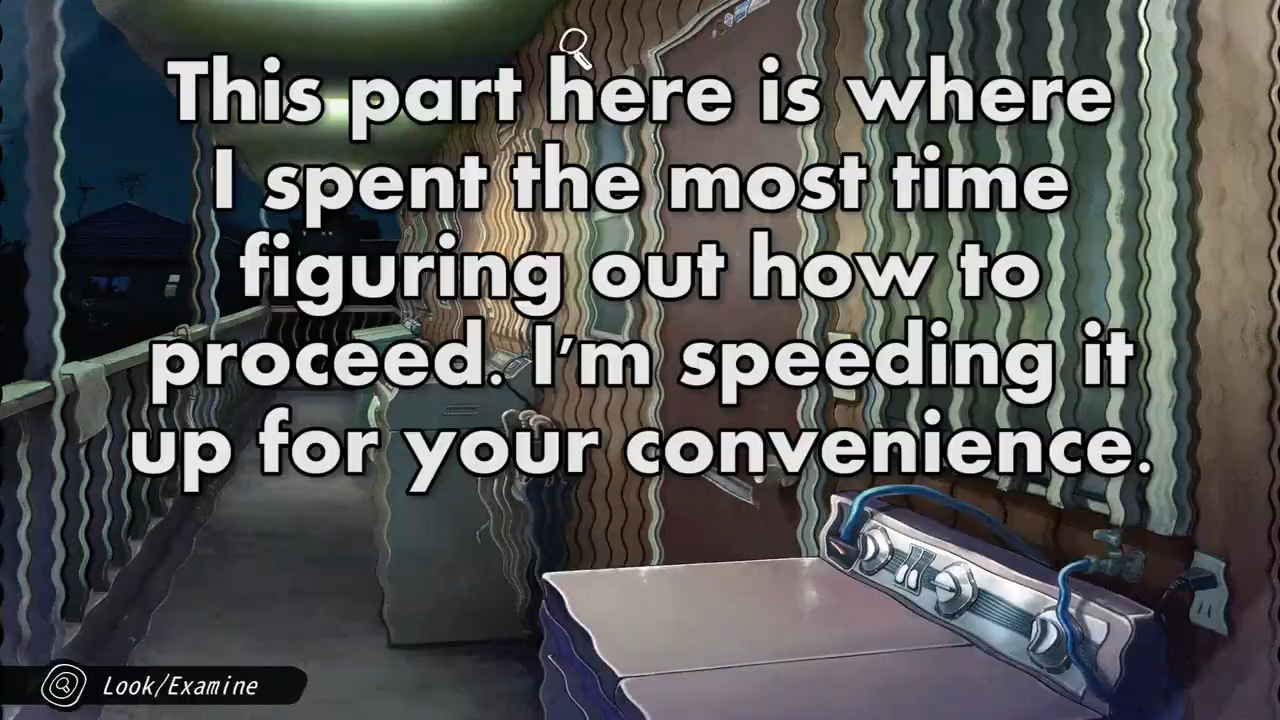 This part here is where
I spent the most time
figuring out how to
proceed. I'm speeding it
up for your convenience.
Look/Examine